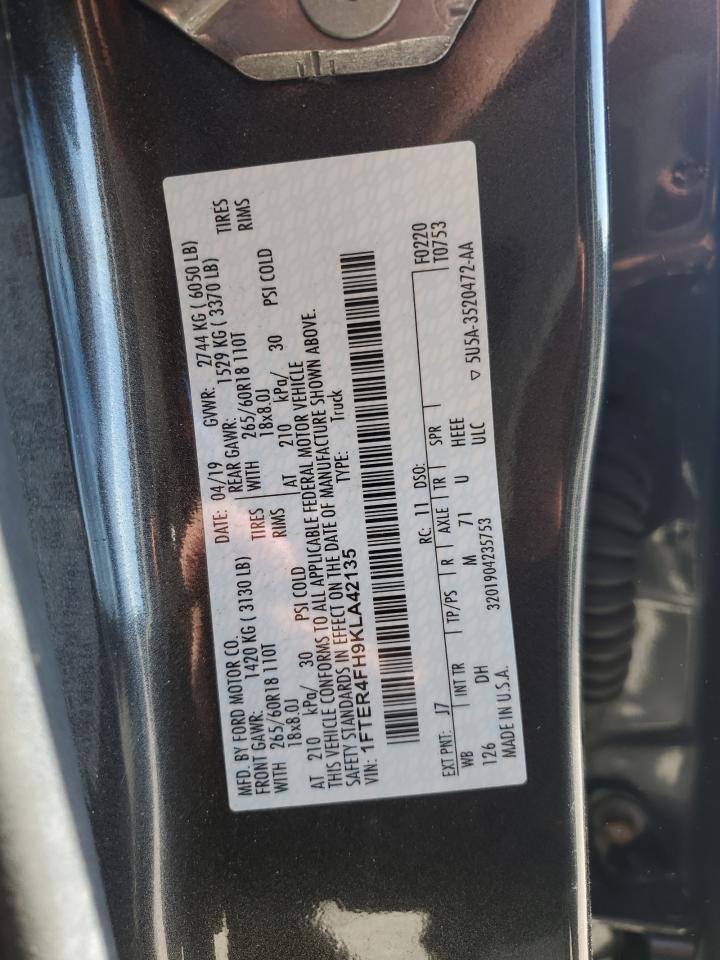 MFD. BY FORD MOTOR CO. DATE: 04/19 GVWR: 2744 KG ( 6050 LB)
FRONT GAWR: 1420 KG ( 3130 LB) REAR GAWR: 1529 KG ( 3370 LB)
WITH 265/60R18 110T TIRES WITH 265/60R18 110T TIRES
18x8.0J RIMS 18x8.0J RIMS
AT 210 kPa/ 30 PSI COLD AT 210 kPa/ 30 PSI COLD
THIS VEHICLE CONFORMS TO ALL APPLICABLE FEDERAL MOTOR VEHICLE
SAFETY STANDARDS IN EFFECT ON THE DATE OF MANUFACTURE SHOWN ABOVE.
VIN: 1FTER4FH9KLA42135 TYPE: Truck
F0220
EXT PNT: J7 RC: 11 DSO: T0753
WB INT TR TP/PS R AXLE TR SPR
126 DH M 71 U HEEE
3201904235753 ULC
MADE IN U.S.A. ▽ 5U5A-3520472-AA